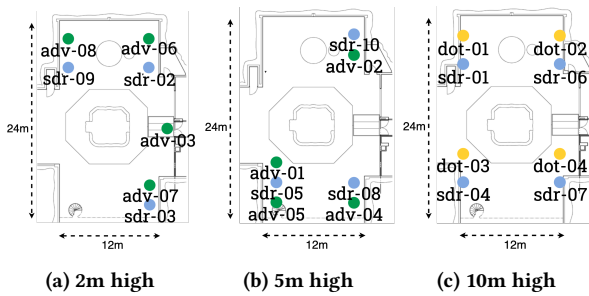 adv-08
adv-06
sdr-09
sdr-02
24m
adv-03
adv-07
sdr-03
12m
(a) 2m high
sdr-10
adv-02
24m
adv-01
sdr-05
sdr-08
adv-05
adv-04
12m
(b) 5m high
dot-01
dot-02
sdr-01
sdr-06
24m
dot-03
dot-04
sdr-04
sdr-07
12m
(c) 10m high